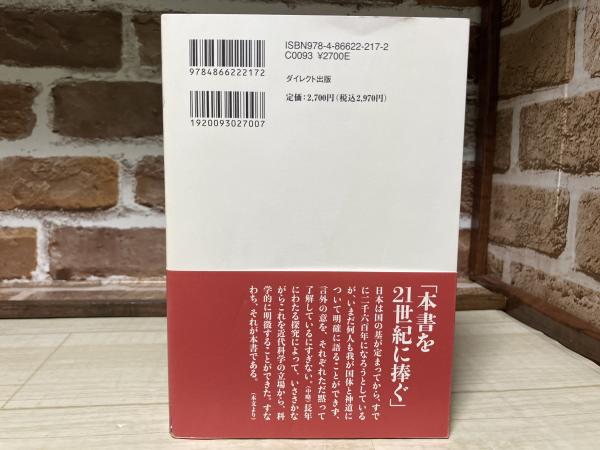 ISBN978-4-86622-217-2
C0093 ¥2700E
9784866222172
ダイレクト出版
定価：2,700円（税込2,970円）
1920093027007
「本書を
21世紀に捧ぐ」
日本は国の基が定まってから、すで
に二千六百年になろうとしている
が、いまだ何人も我が国体と神道に
ついて明確に語ることができず、
言外の意を、それぞれただ黙って
了解しているにすぎない。（中略）長年
にわたる探究によって、いささかな
がらこれを近代科学の立場から、科
学的に明徴することができた。すな
わち、それが本書である。（本文より）